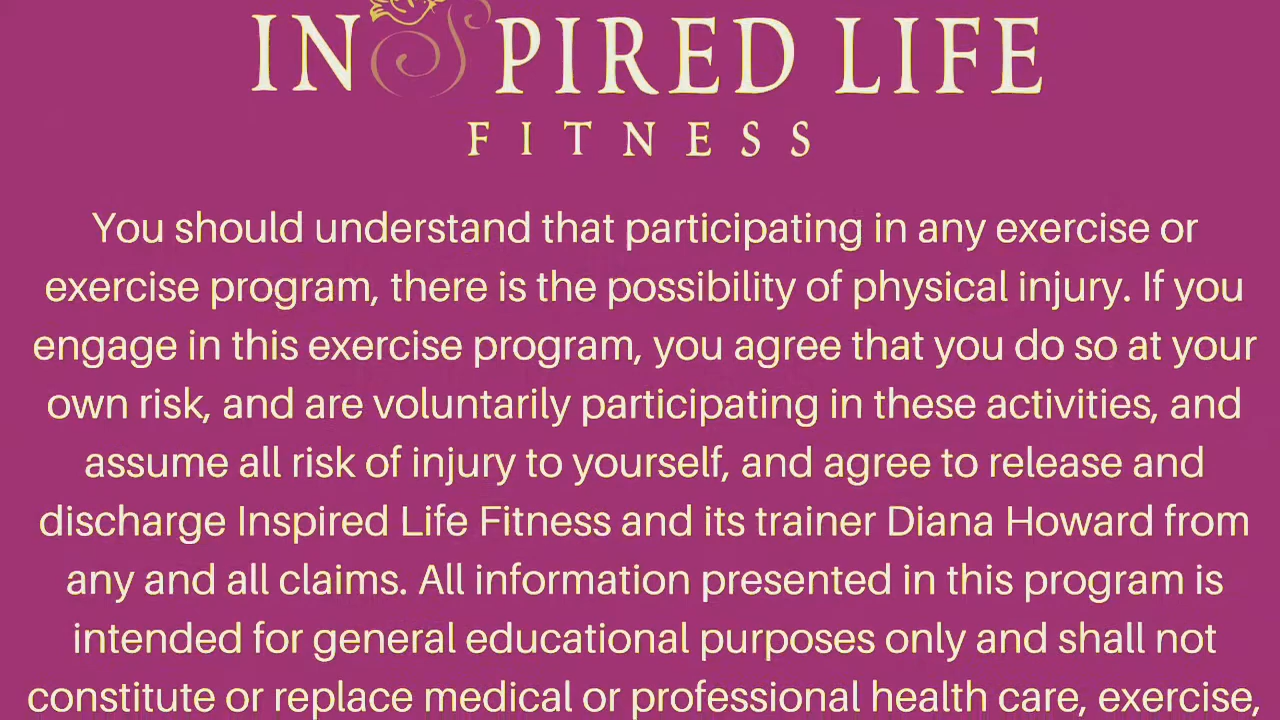 INSPIRED LIFE
FITNESS
You should understand that participating in any exercise or
exercise program, there is the possibility of physical injury. If you
engage in this exercise program, you agree that you do so at your
own risk, and are voluntarily participating in these activities, and
assume all risk of injury to yourself, and agree to release and
discharge Inspired Life Fitness and its trainer Diana Howard from
any and all claims. All information presented in this program is
intended for general educational purposes only and shall not
constitute or replace medical or professional health care, exercise,